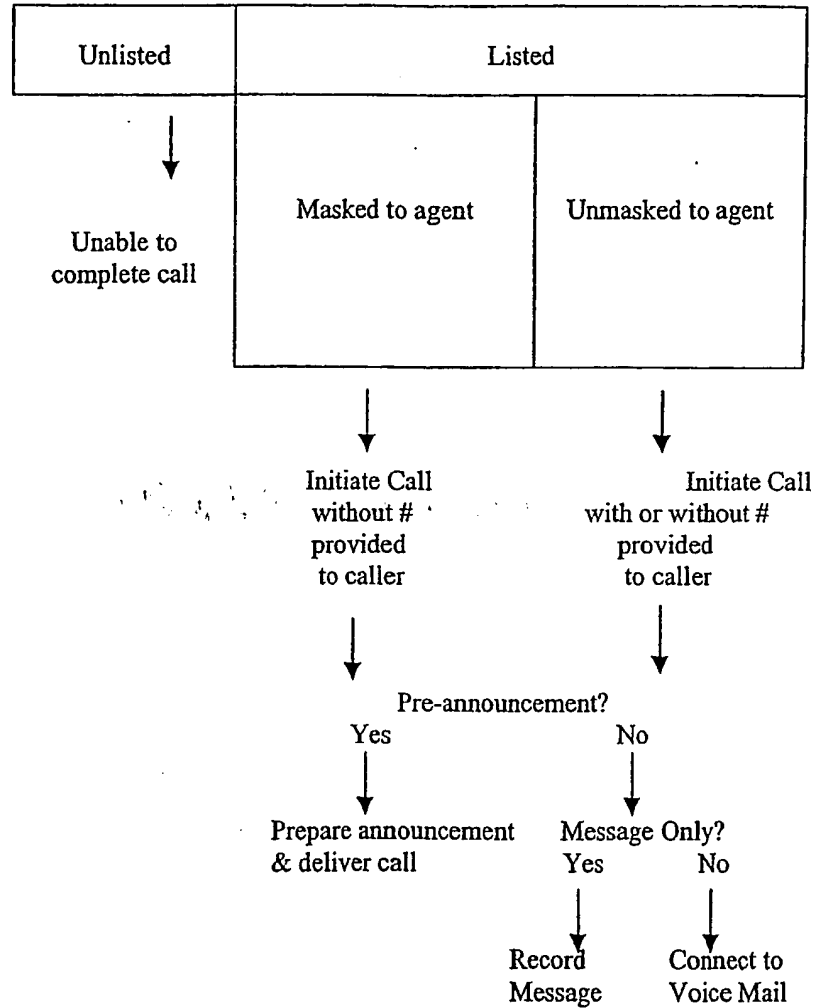 Unlisted
Listed
Masked to agent
Unmasked to agent
Unable to
complete call
Initiate Call
without #
provided
to caller
Initiate Call
with or without #
provided
to caller
Pre-announcement?
Yes
No
Prepare announcement
& deliver call
Message Only?
Yes
No
Record
Message
Connect to
Voice Mail